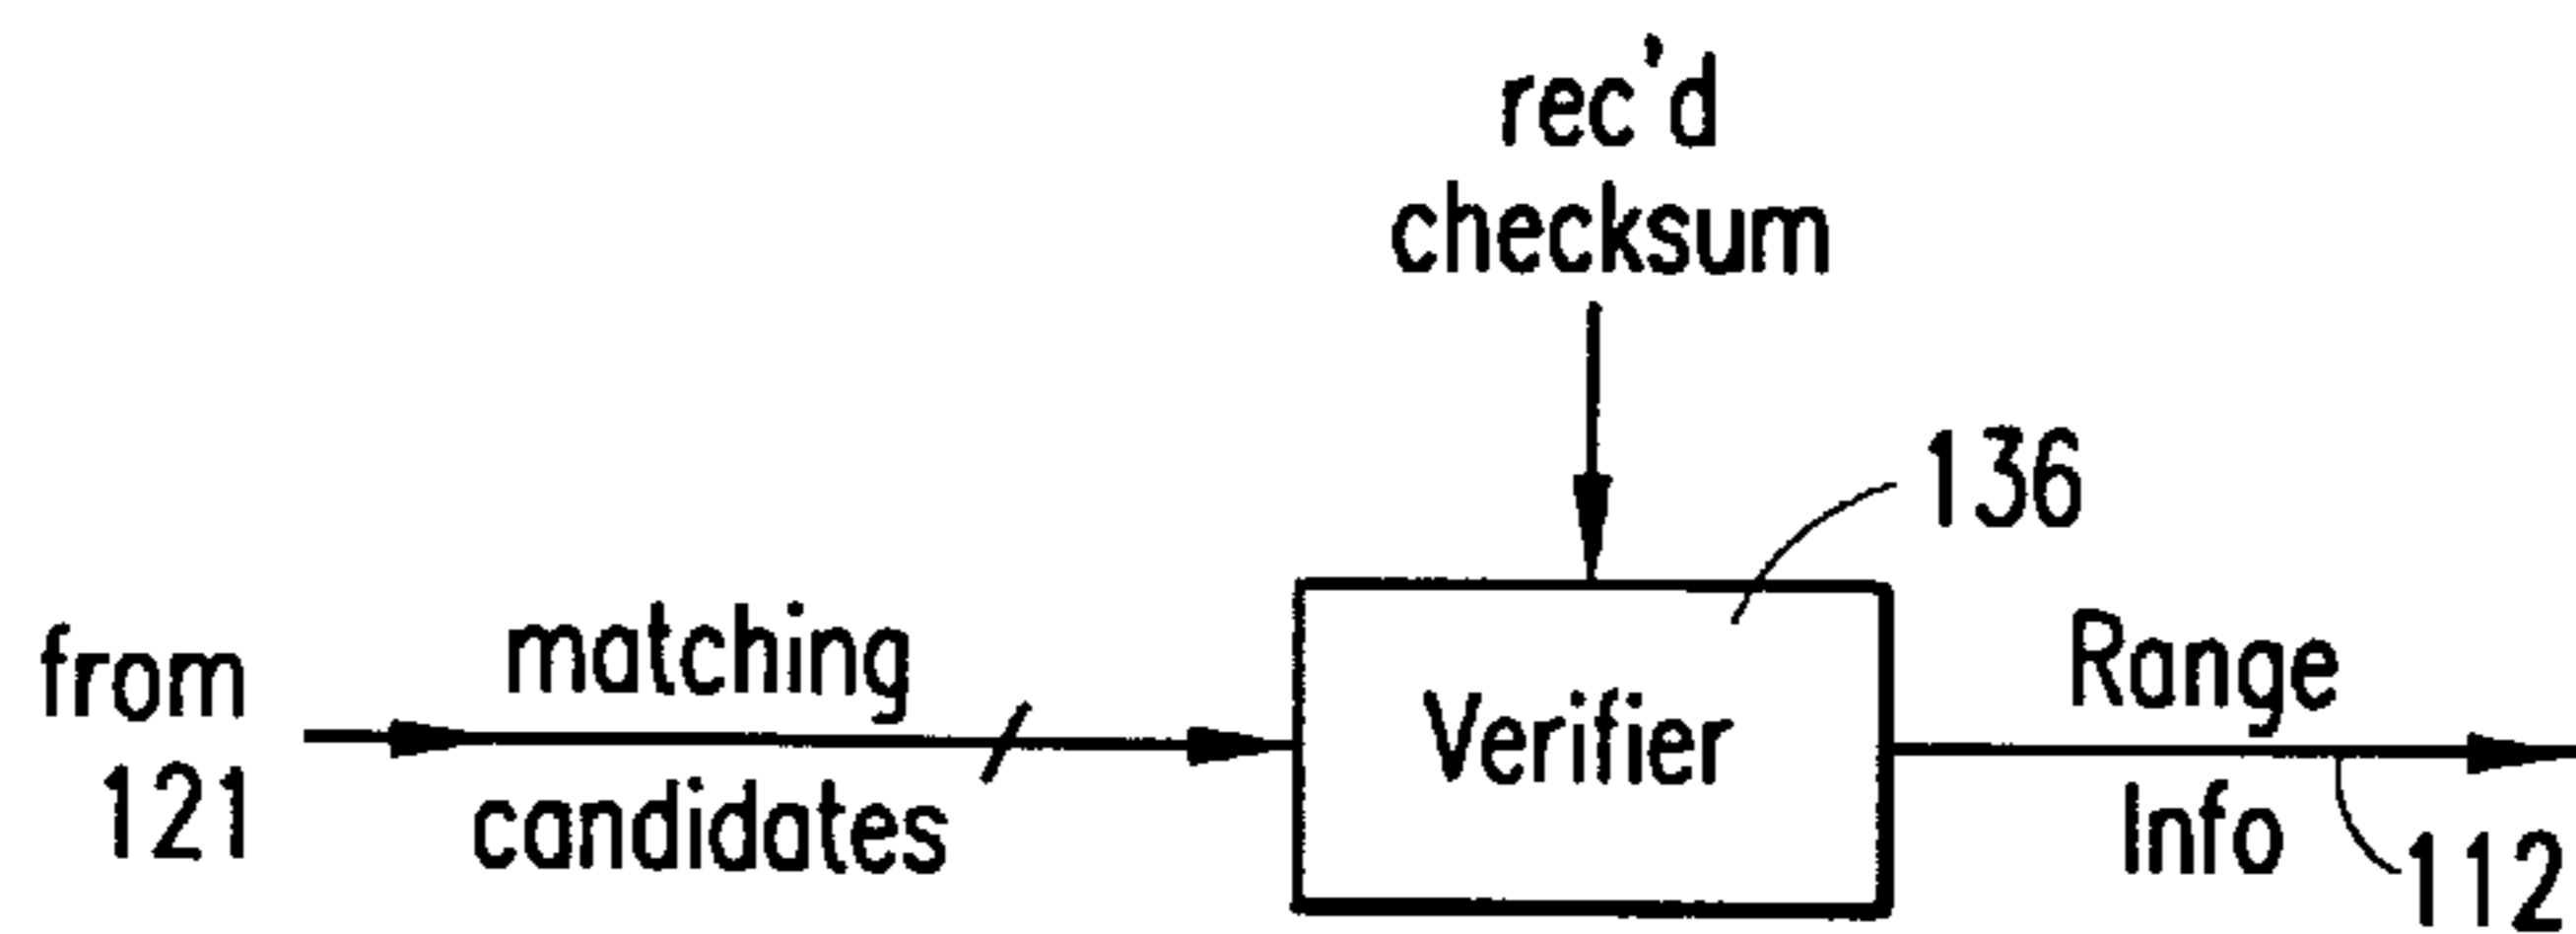 rec'd
checksum
136
from
121
matching
candidates
Verifier
Range
Info
112